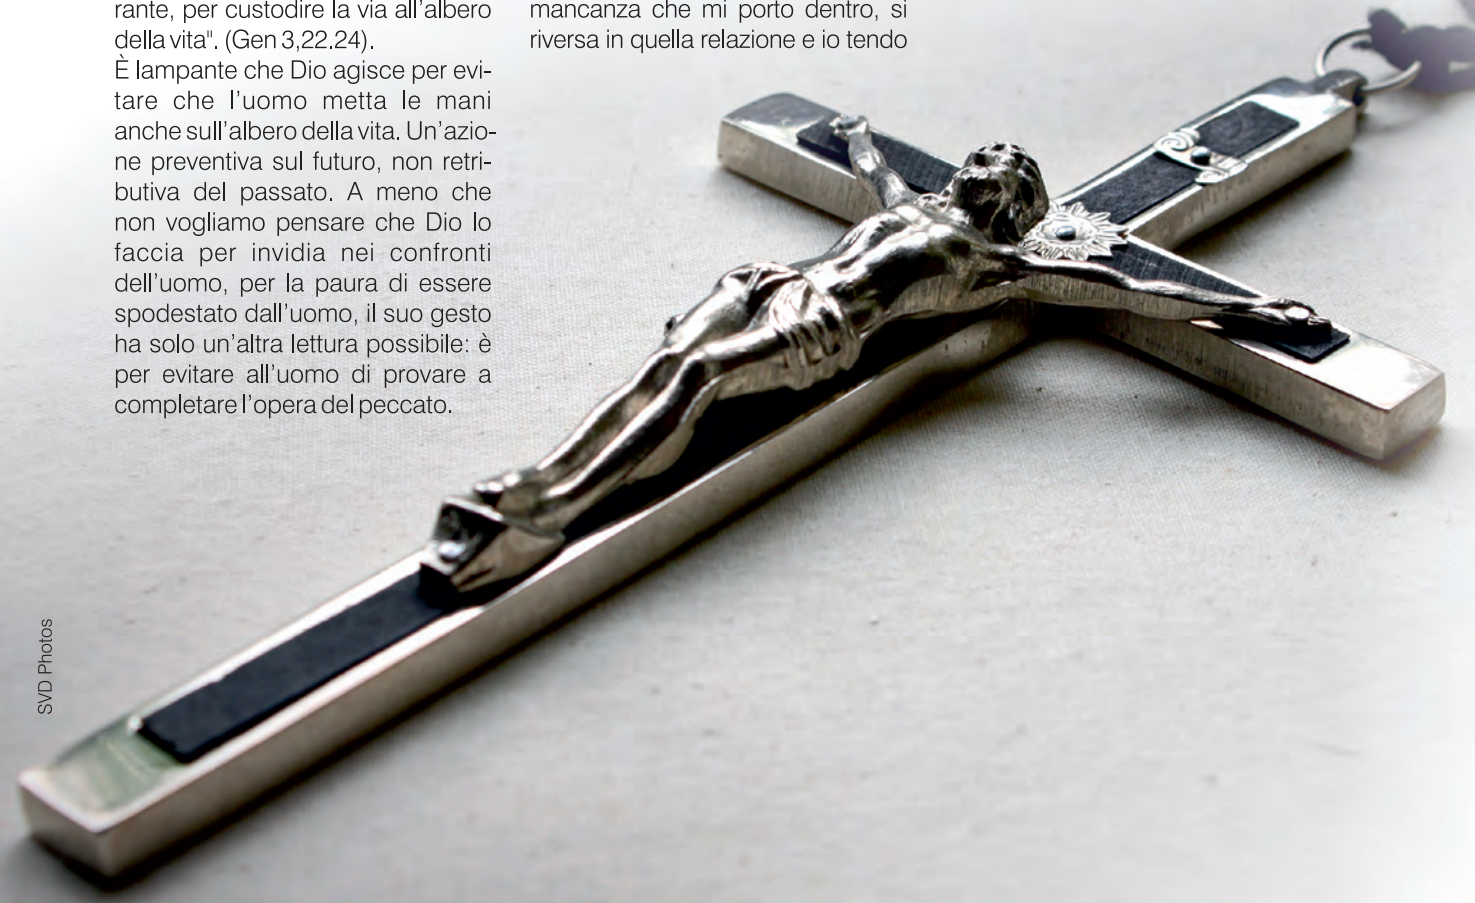 rante, per custodire la via all'albero
della vita". (Gen 3,22.24).
È lampante che Dio agisce per evi-
tare che l'uomo metta le mani
anche sull'albero della vita. Un'azio-
ne preventiva sul futuro, non retri-
butiva del passato. A meno che
non vogliamo pensare che Dio lo
faccia per invidia nei confronti
dell'uomo, per la paura di essere
spodestato dall'uomo, il suo gesto
ha solo un'altra lettura possibile: è
per evitare all'uomo di provare a
completare l'opera del peccato.
mancanza che mi porto dentro, si
riversa in quella relazione e io tendo
SVD Photos